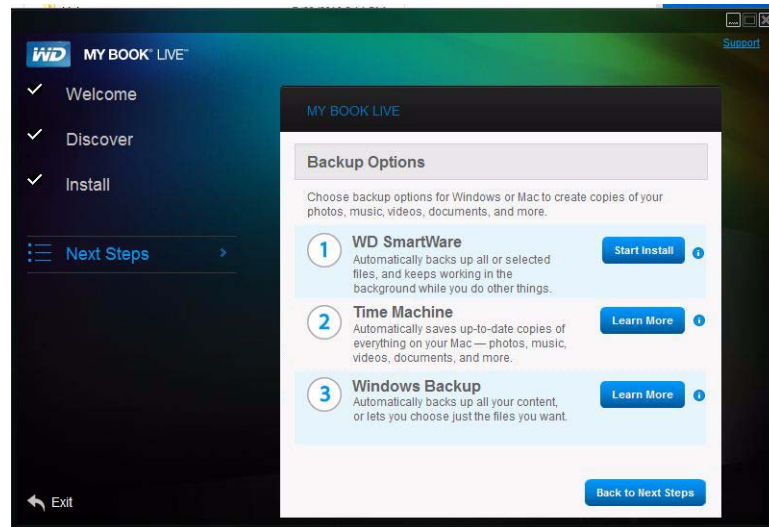 Support
WD MY BOOK® LIVE™
Welcome
Discover
Install
Next Steps
MY BOOK LIVE
Backup Options
Choose backup options for Windows or Mac to create copies of your
photos, music, videos, documents, and more.
1 WD SmartWare
Automatically backs up all or selected
files, and keeps working in the
background while you do other things.
Start Install
2 Time Machine
Automatically saves up-to-date copies of
everything on your Mac — photos, music,
videos, documents, and more.
Learn More
3 Windows Backup
Automatically backs up all your content,
or lets you choose just the files you want.
Learn More
Back to Next Steps
Exit